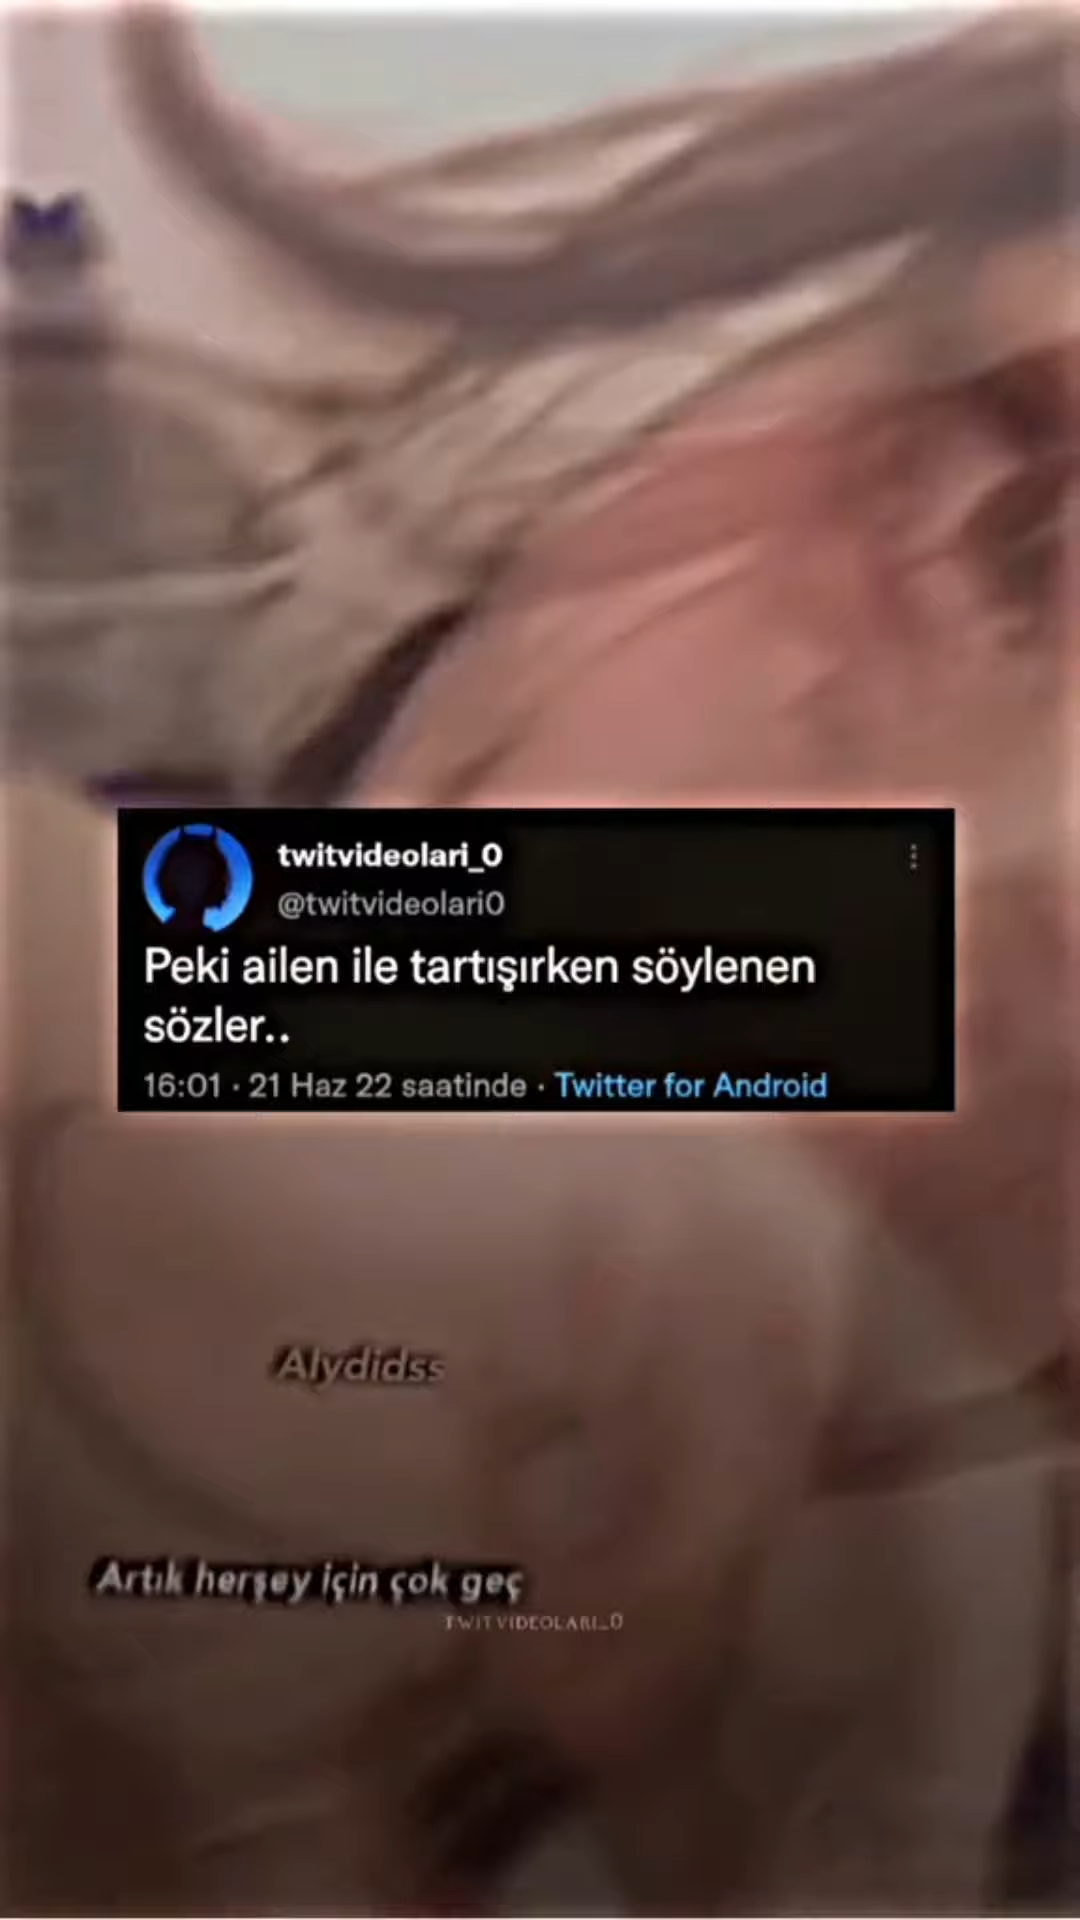 twitvideolari_0
@twitvideolari0
Peki ailen ile tartışırken söylenen
sözler..
16:01 · 21 Haz 22 saatinde · Twitter for Android
Alydidss
Artık herşey için çok geç
TWITVIDEOLARI_0